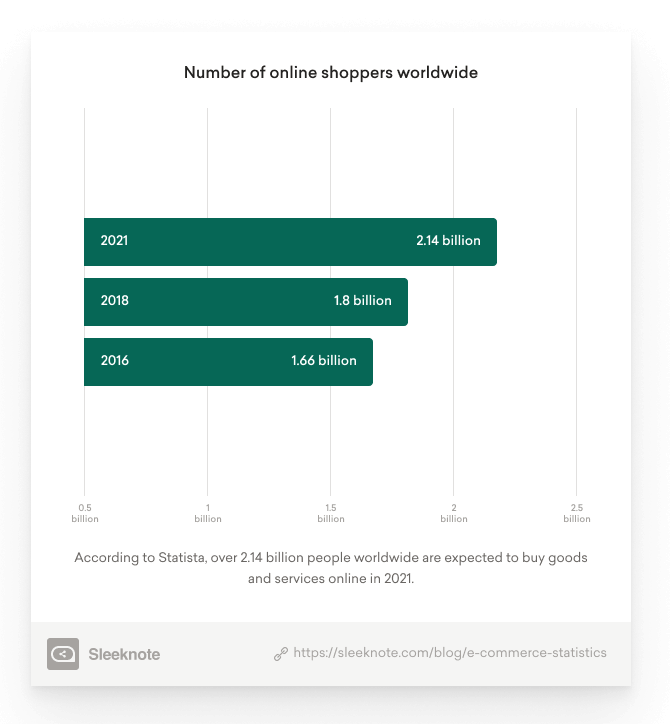 Number of online shoppers worldwide
2021 2.14 billion
2018 1.8 billion
2016 1.66 billion
0.5 1 1.5 2 2.5
billion billion billion billion billion
According to Statista, over 2.14 billion people worldwide are expected to buy goods
and services online in 2021.
Sleeknote https://sleeknote.com/blog/e-commerce-statistics